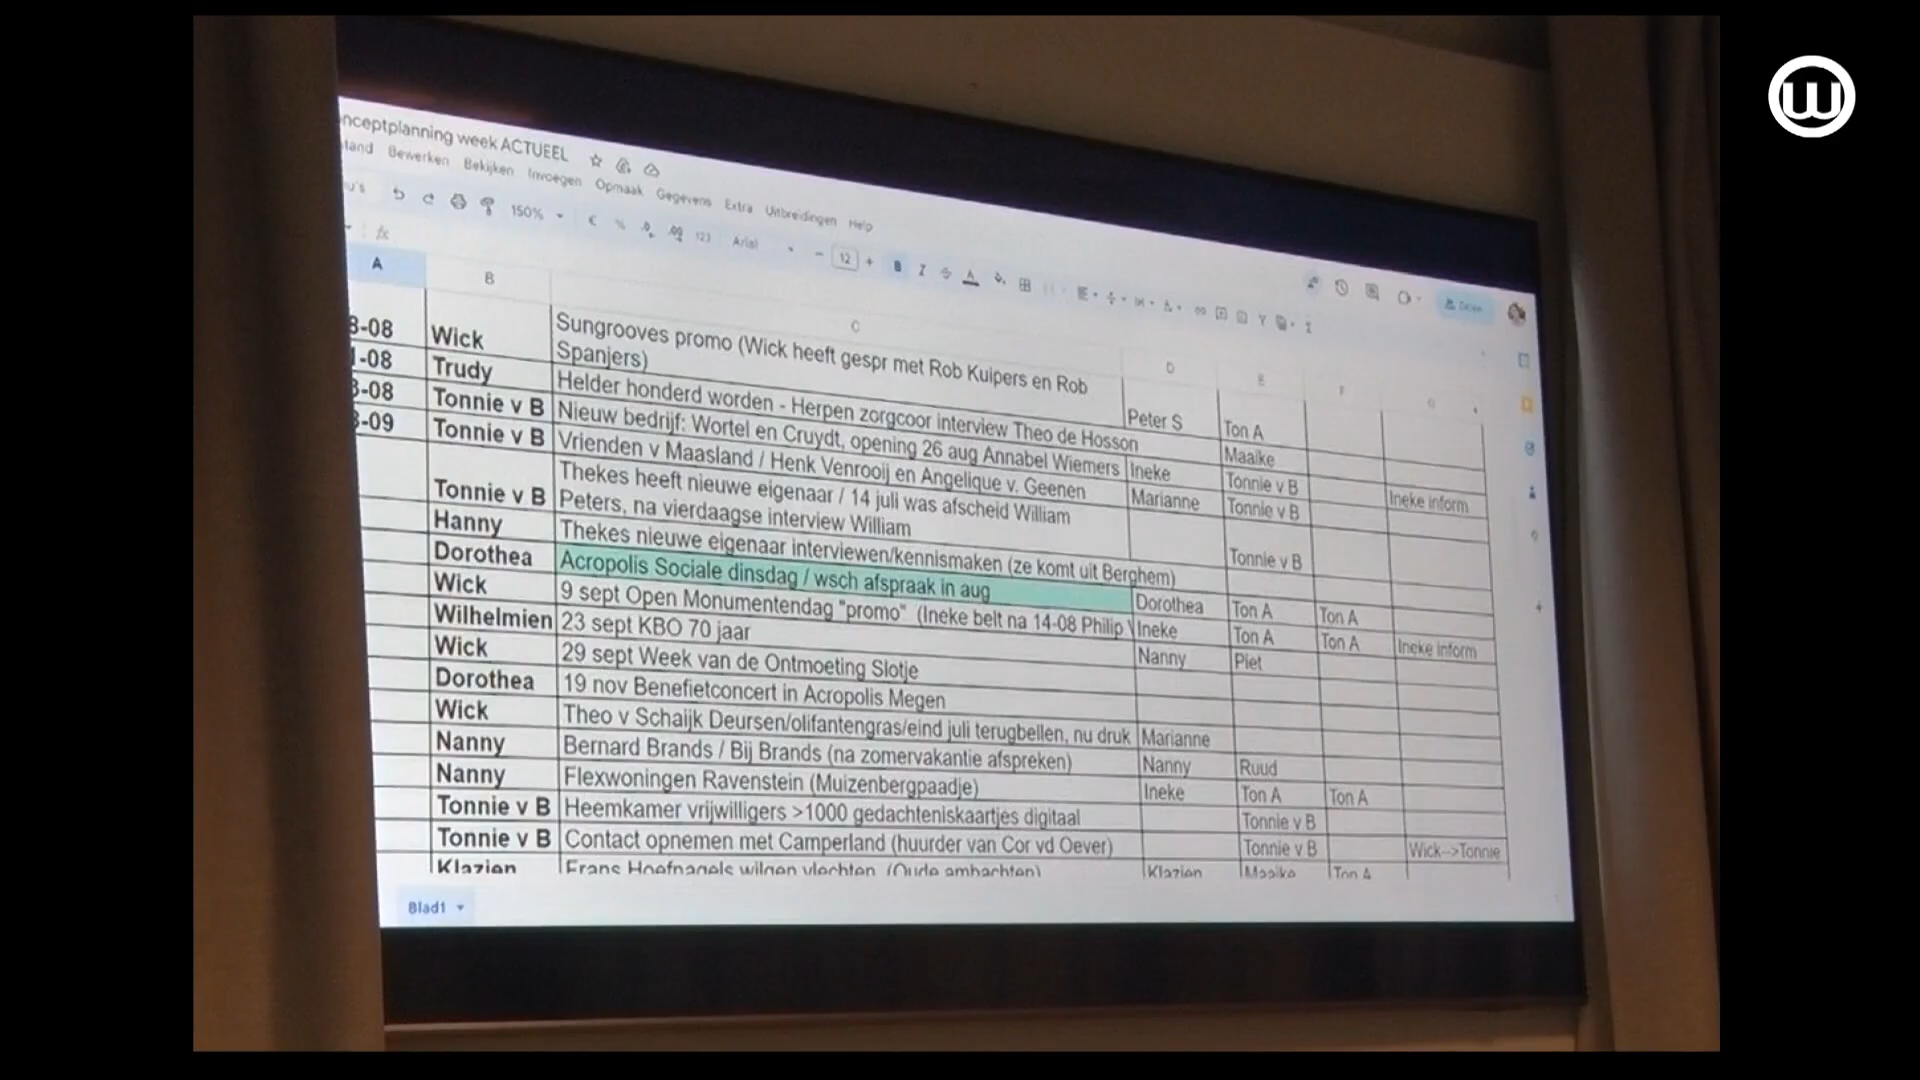 nceptplanning week ACTUEEL
tand Bewerken Bekijken Invoegen Opmaak Gegevens Extra Uitbreidingen Help
150% € % 123 Arial − 12 + B I
fx
A B C D E F G
3-08 Wick Sungrooves promo (Wick heeft gespr met Rob Kuipers en Rob
Spanjers) Peter S Ton A
1-08 Trudy Helder honderd worden - Herpen zorgcoor interview Theo de Hosson Maaike
3-08 Tonnie v B Nieuw bedrijf: Wortel en Cruydt, opening 26 aug Annabel Wiemers Ineke Tonnie v B Ineke inform
3-09 Tonnie v B Vrienden v Maasland / Henk Venrooij en Angelique v. Geenen Marianne Tonnie v B
Thekes heeft nieuwe eigenaar / 14 juli was afscheid William
Tonnie v B Peters, na vierdaagse interview William Tonnie v B
Hanny Thekes nieuwe eigenaar interviewen/kennismaken (ze komt uit Berghem)
Dorothea Acropolis Sociale dinsdag / wsch afspraak in aug Dorothea Ton A Ton A
Wick 9 sept Open Monumentendag "promo" (Ineke belt na 14-08 Philip Ineke Ton A Ton A Ineke inform
Wilhelmien 23 sept KBO 70 jaar Nanny Piet
Wick 29 sept Week van de Ontmoeting Slotje
Dorothea 19 nov Benefietconcert in Acropolis Megen
Wick Theo v Schaijk Deursen/olifantengras/eind juli terugbellen, nu druk Marianne
Nanny Bernard Brands / Bij Brands (na zomervakantie afspreken) Nanny Ruud
Nanny Flexwoningen Ravenstein (Muizenbergpaadje) Ineke Ton A Ton A
Tonnie v B Heemkamer vrijwilligers >1000 gedachteniskaartjes digitaal Tonnie v B
Tonnie v B Contact opnemen met Camperland (huurder van Cor vd Oever) Tonnie v B Wick-->Tonnie
Klazien Frans Hoefnagels wilgen vlechten (Oude ambachten) Klazien Maaike Ton A
Blad1